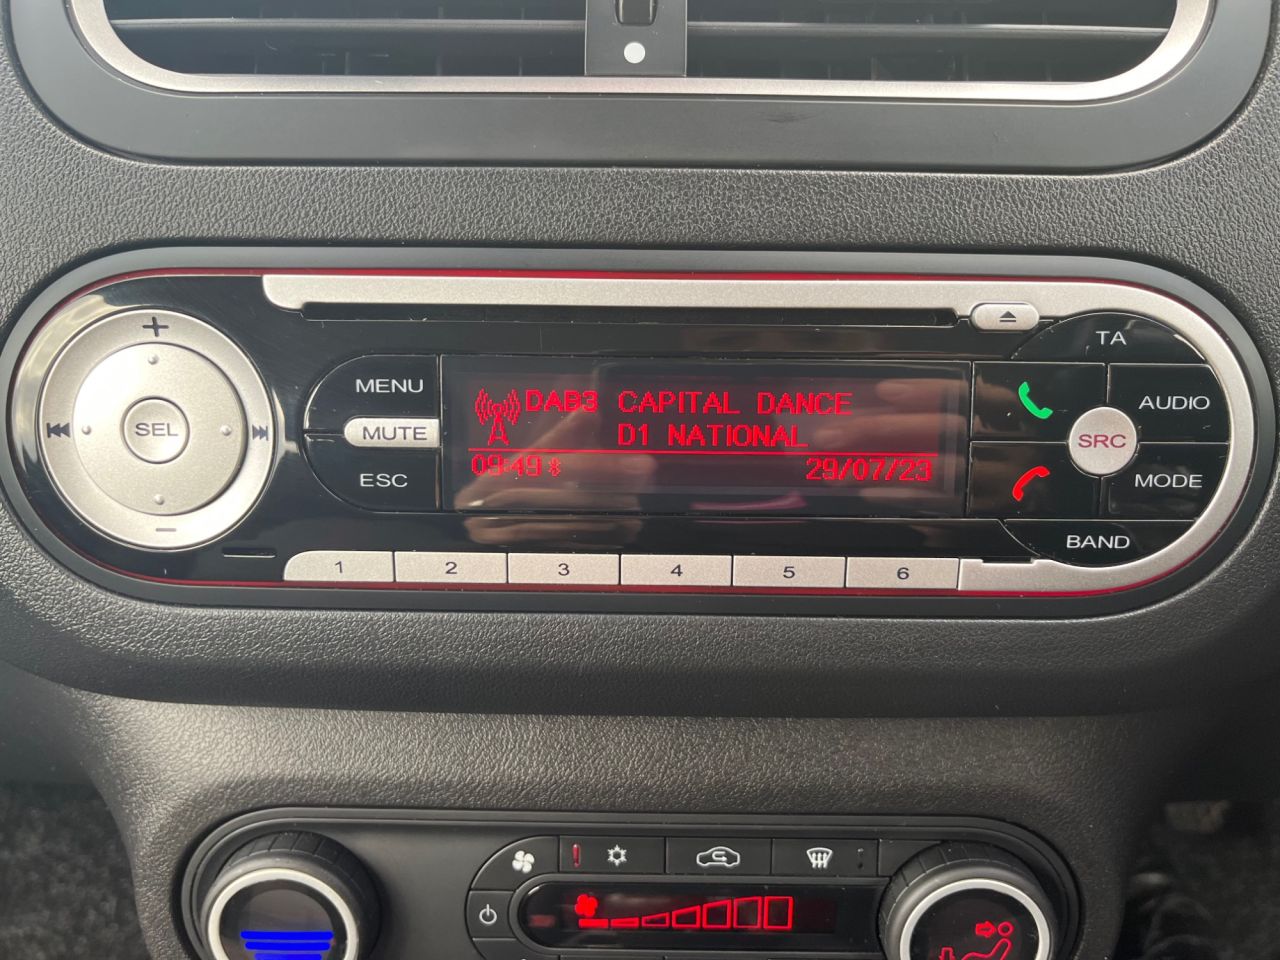 TA
MENU
AUDIO
DAB3 CAPITAL DANCE
MUTE
SEL
D1 NATIONAL
SRC
09:49
29/07/23
ESC
MODE
BAND
1 2 3 4 5 6